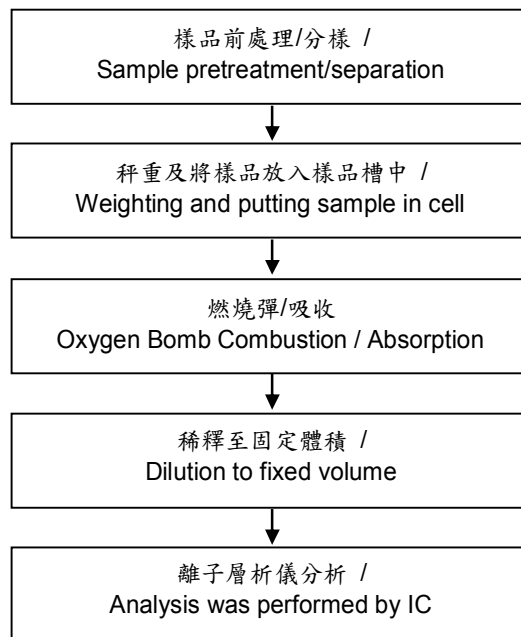 樣品前處理/分樣 /
Sample pretreatment/separation
秤重及將樣品放入樣品槽中 /
Weighting and putting sample in cell
燃燒彈/吸收
Oxygen Bomb Combustion / Absorption
稀釋至固定體積 /
Dilution to fixed volume
離子層析儀分析 /
Analysis was performed by IC